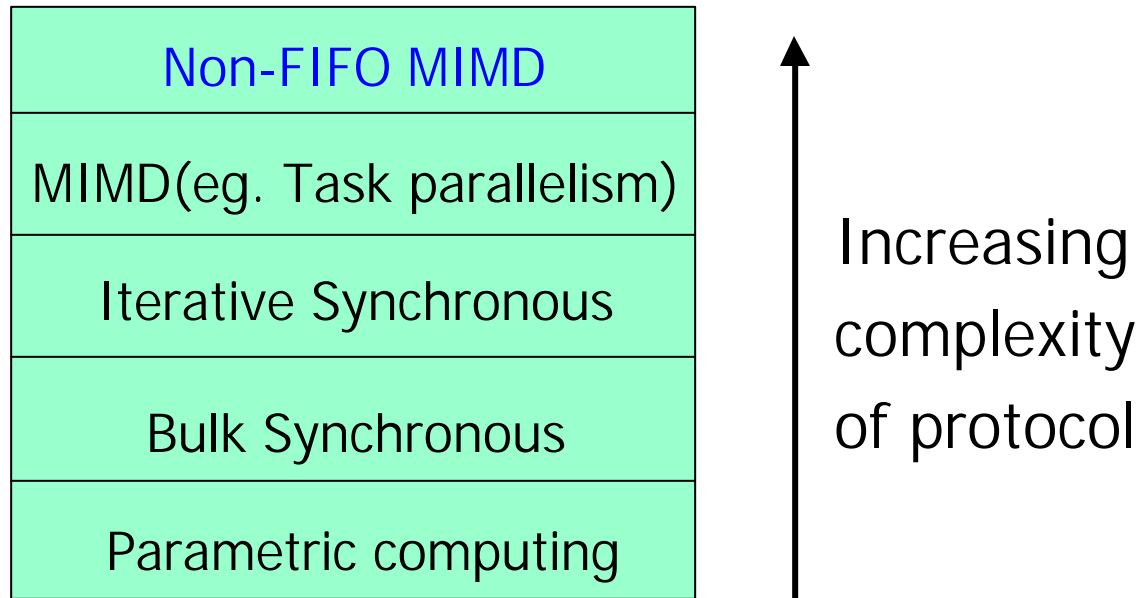 Non-FIFO MIMD
MIMD(eg. Task parallelism)
Iterative Synchronous
Bulk Synchronous
Parametric computing
Increasing
complexity
of protocol